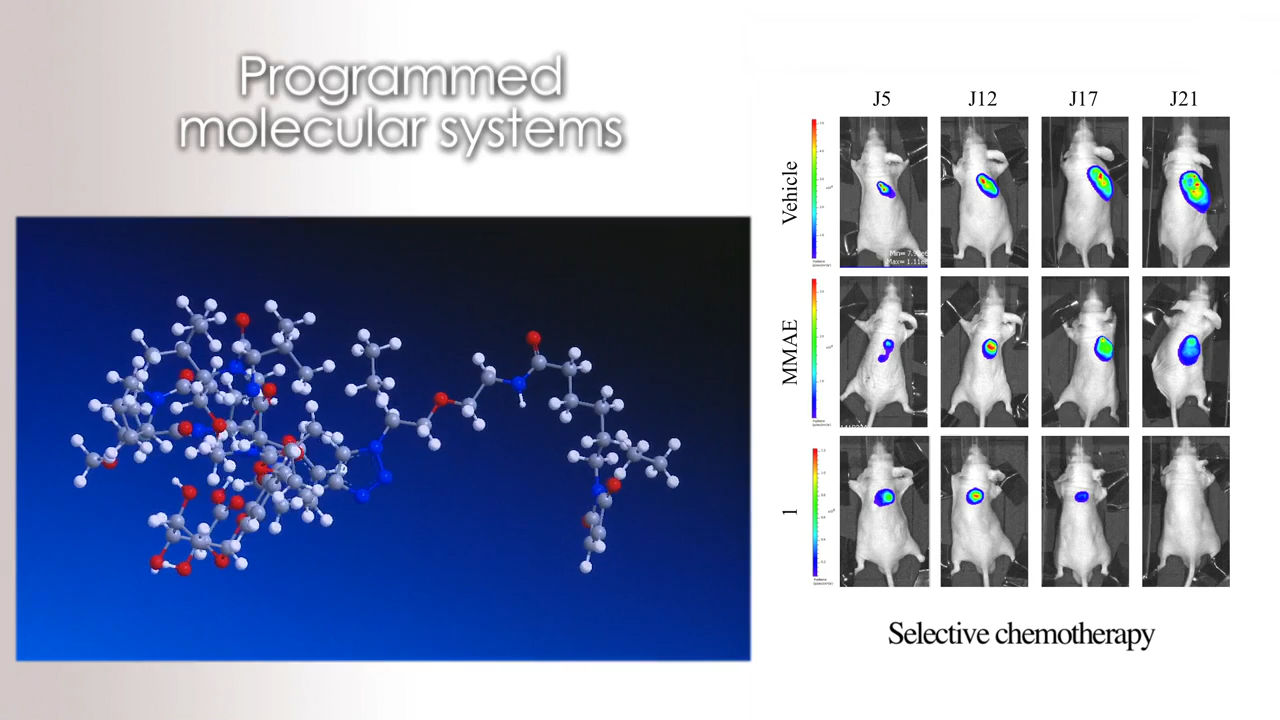 Programmed
molecular systems
J5 J12 J17 J21
Vehicle
MMAE
1
Selective chemotherapy